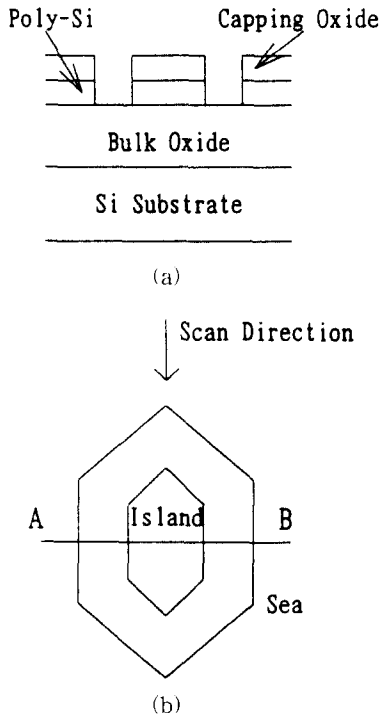 Poly-Si
Capping Oxide
Bulk Oxide
Si Substrate
(a)
Scan Direction
A
Island
B
Sea
(b)